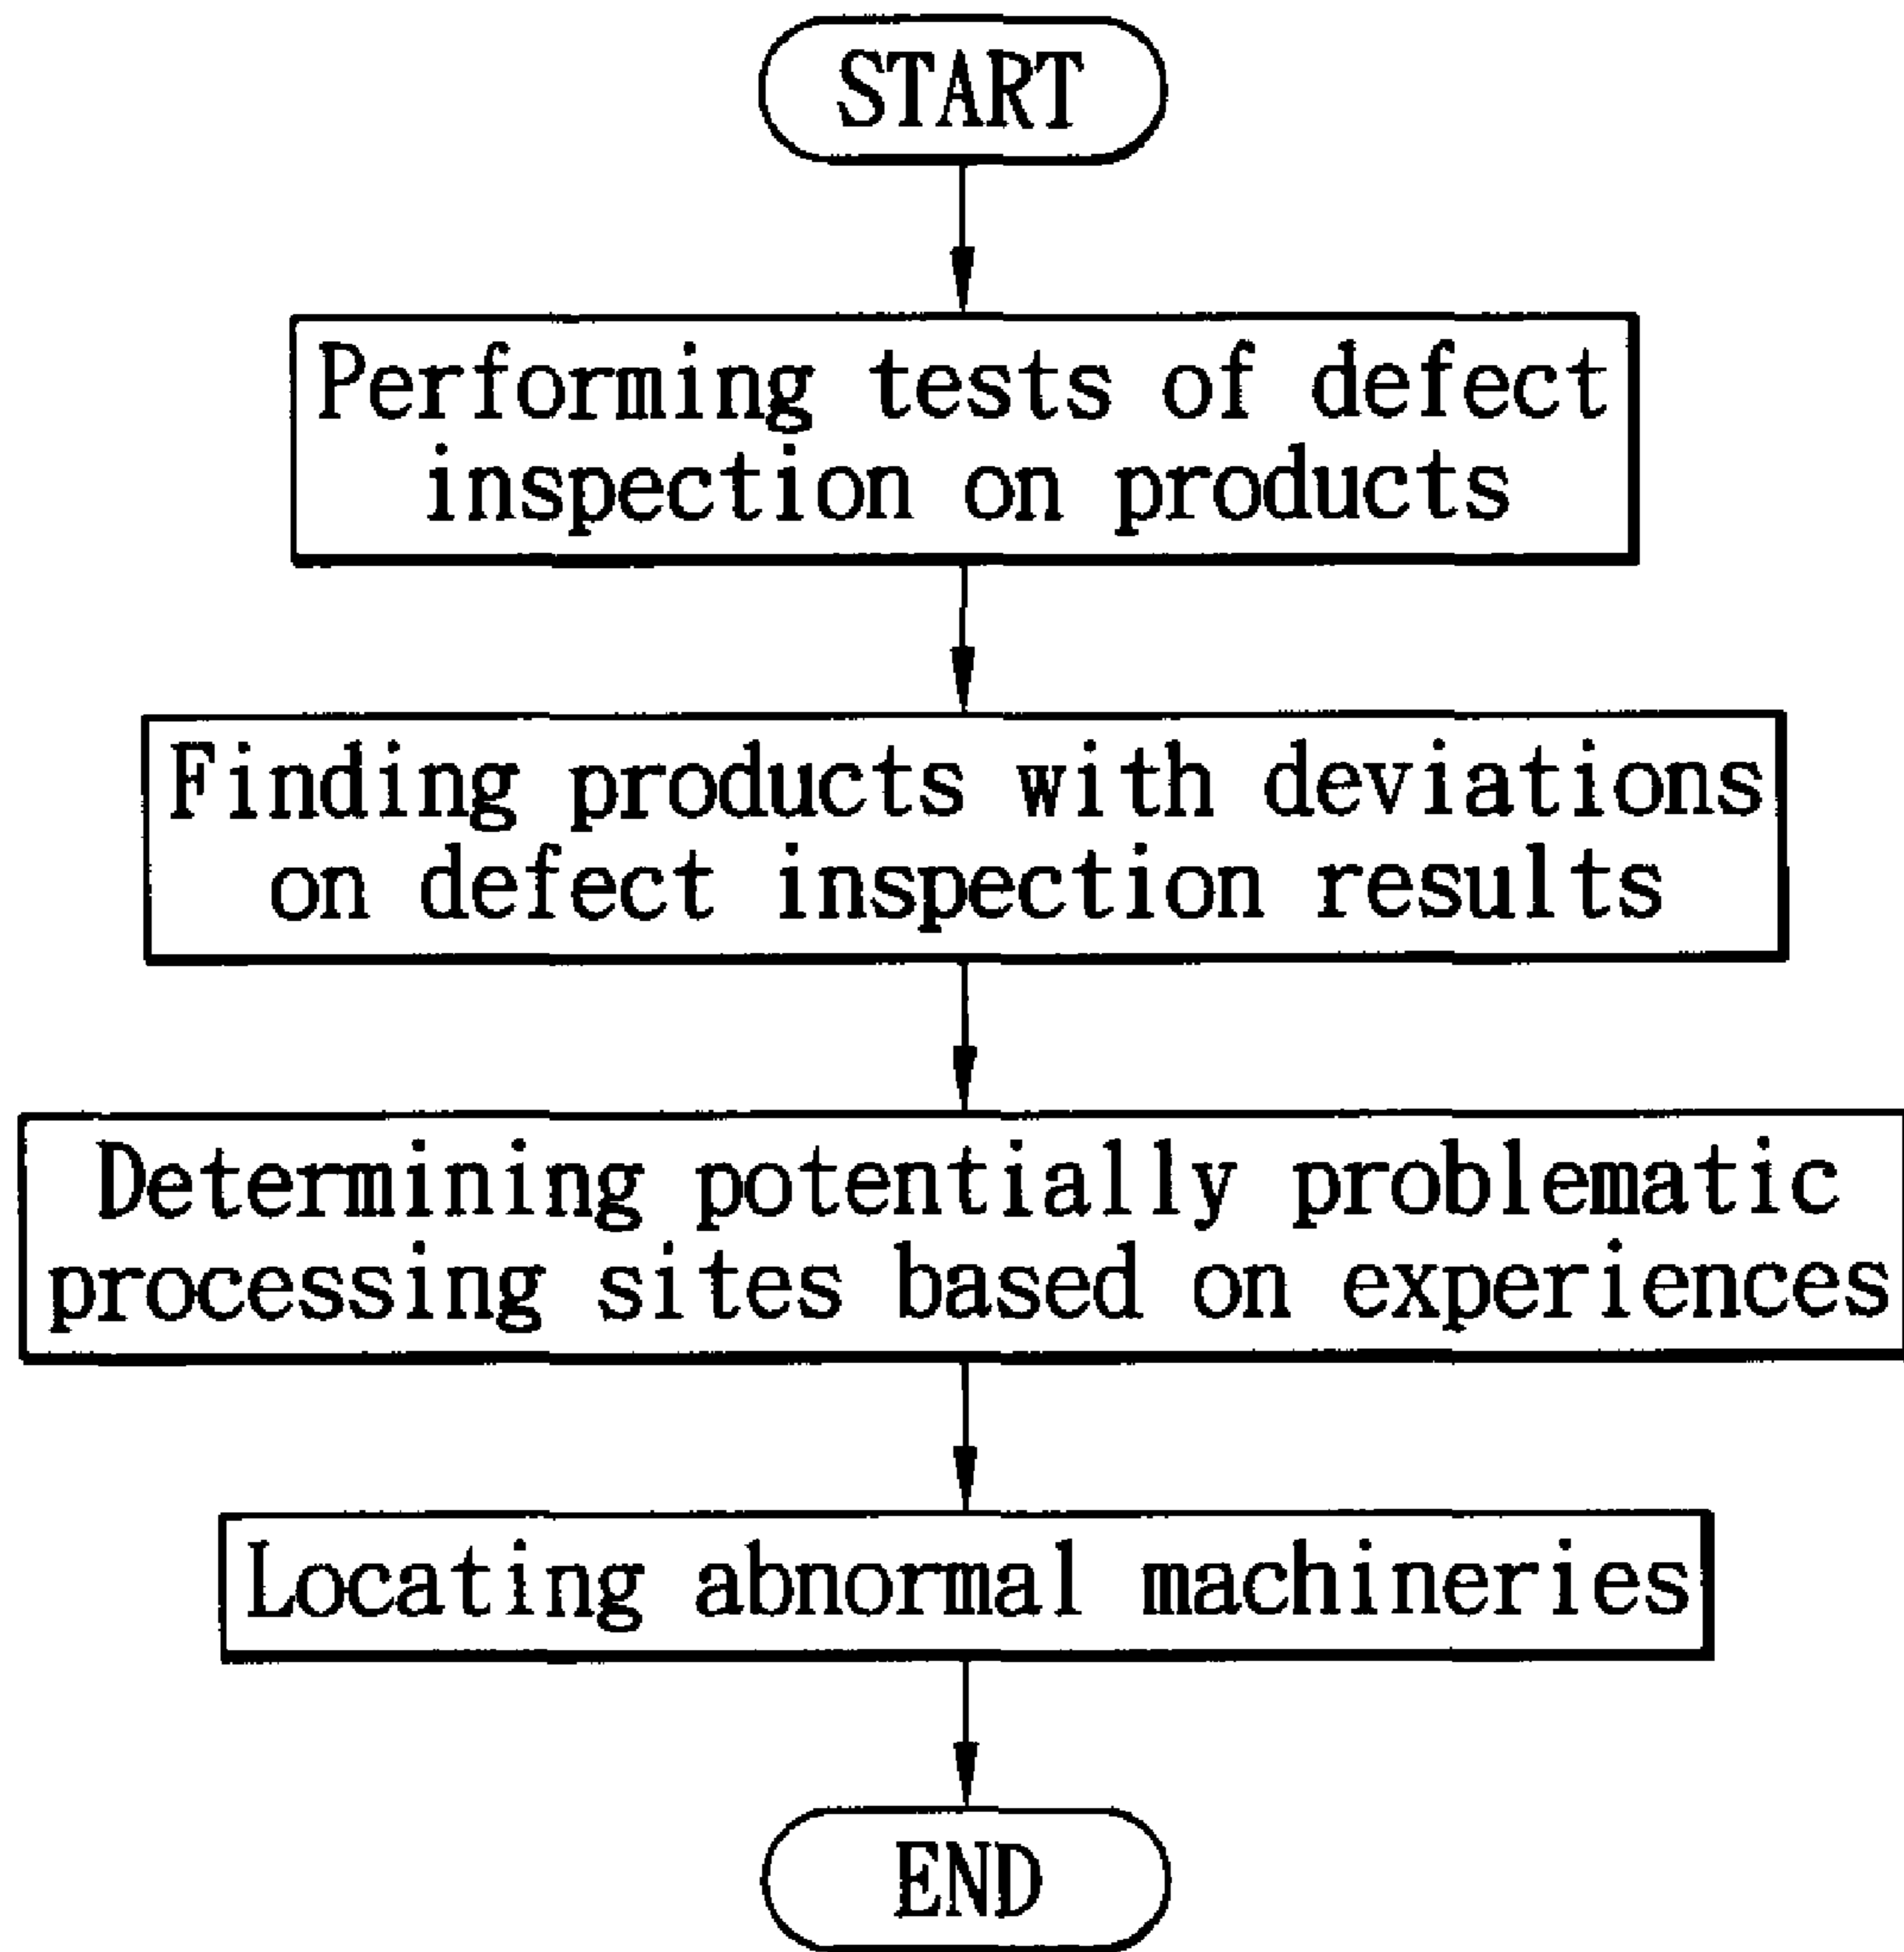 START
Performing tests of defect
inspection on products
Finding products with deviations
on defect inspection results
Determining potentially problematic
processing sites based on experiences
Locating abnormal machineries
END